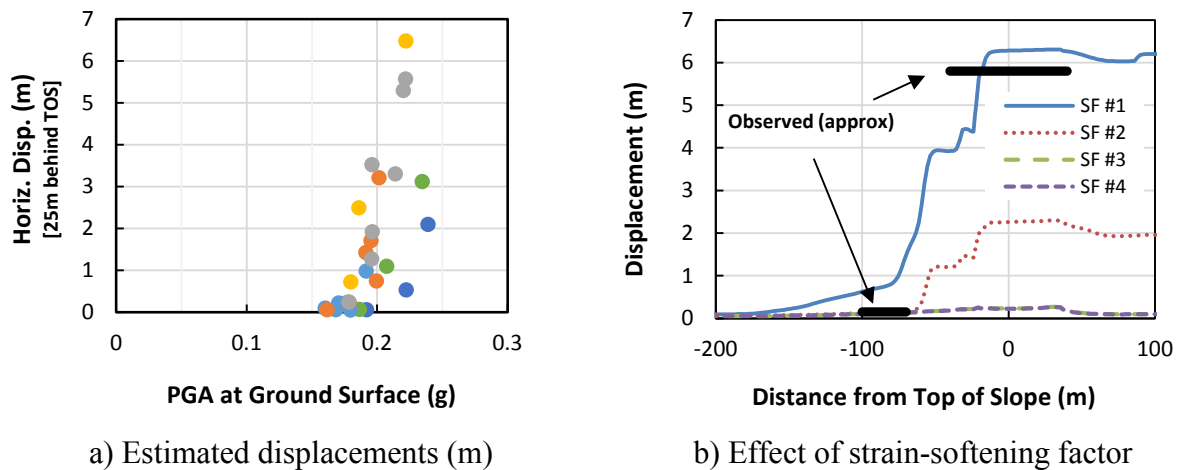 7
6
5
4
3
2
1
0
Horiz. Disp. (m)
[25m behind TOS]
0 0.1 0.2 0.3
PGA at Ground Surface (g)
a) Estimated displacements (m)
7
6
5
4
3
2
1
0
Displacement (m)
Observed (approx)
SF #1
SF #2
SF #3
SF #4
-200 -100 0 100
Distance from Top of Slope (m)
b) Effect of strain-softening factor